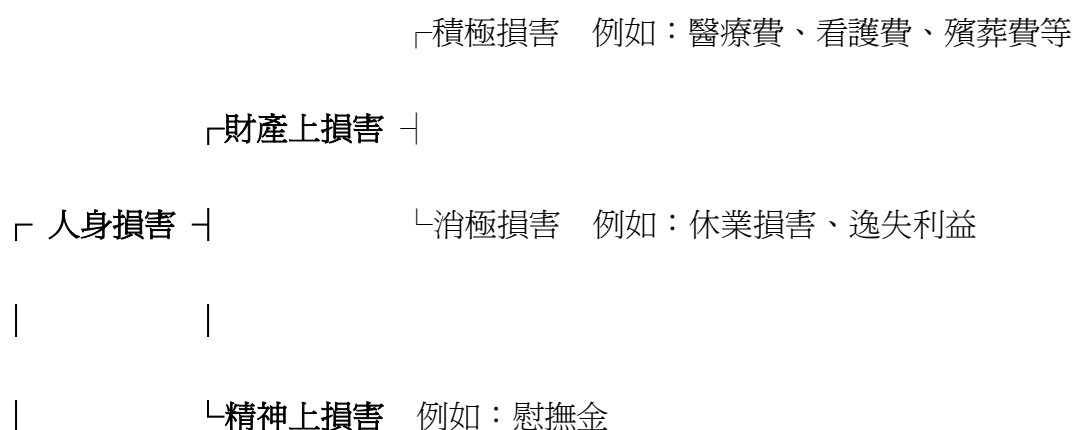 ┌積極損害 例如：醫療費、看護費、殯葬費等
┌財產上損害 ┤
┌ 人身損害 ┤ └消極損害 例如：休業損害、逸失利益
│ │
│ └精神上損害 例如：慰撫金